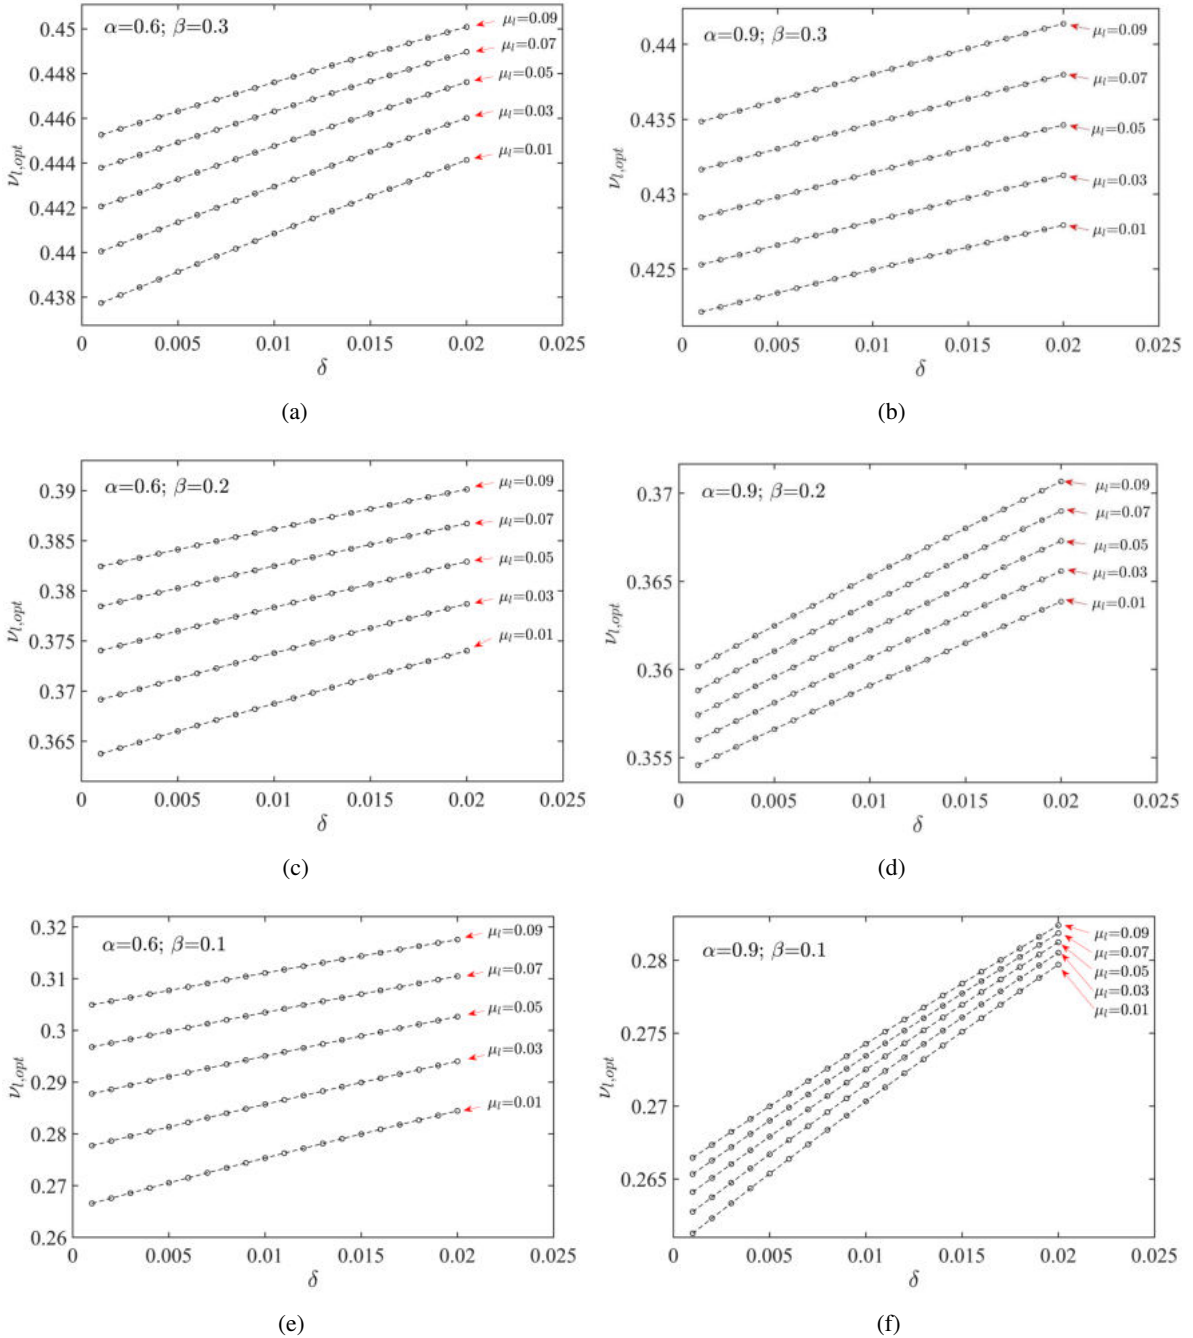 α=0.6; β=0.3
0.45
0.448
0.446
0.444
0.442
0.44
0.438
ν_{l,opt}
μ_l=0.09
μ_l=0.07
μ_l=0.05
μ_l=0.03
μ_l=0.01
0 0.005 0.01 0.015 0.02 0.025
δ
(a)
α=0.9; β=0.3
0.44
0.435
0.43
0.425
ν_{l,opt}
μ_l=0.09
μ_l=0.07
μ_l=0.05
μ_l=0.03
μ_l=0.01
0 0.005 0.01 0.015 0.02 0.025
δ
(b)
α=0.6; β=0.2
0.39
0.385
0.38
0.375
0.37
0.365
ν_{l,opt}
μ_l=0.09
μ_l=0.07
μ_l=0.05
μ_l=0.03
μ_l=0.01
0 0.005 0.01 0.015 0.02 0.025
δ
(c)
α=0.9; β=0.2
0.37
0.365
0.36
0.355
ν_{l,opt}
μ_l=0.09
μ_l=0.07
μ_l=0.05
μ_l=0.03
μ_l=0.01
0 0.005 0.01 0.015 0.02 0.025
δ
(d)
α=0.6; β=0.1
0.32
0.31
0.3
0.29
0.28
0.27
0.26
ν_{l,opt}
μ_l=0.09
μ_l=0.07
μ_l=0.05
μ_l=0.03
μ_l=0.01
0 0.005 0.01 0.015 0.02 0.025
δ
(e)
α=0.9; β=0.1
0.28
0.275
0.27
0.265
ν_{l,opt}
μ_l=0.09
μ_l=0.07
μ_l=0.05
μ_l=0.03
μ_l=0.01
0 0.005 0.01 0.015 0.02 0.025
δ
(f)